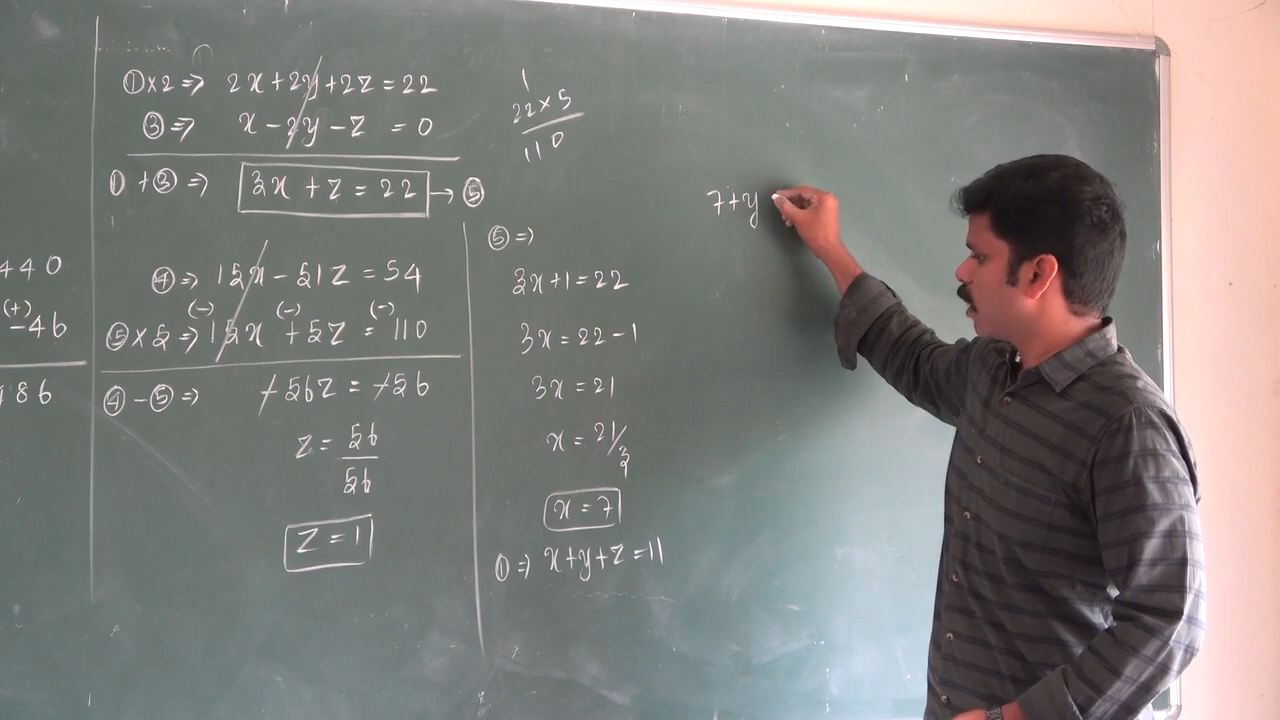 440
(+)
-46
86
①×2 ⇒ 2x+2y+2z=22
③ ⇒ x-2y-z =0
① +③ ⇒ 3x +z =22 → ⑤
④ ⇒ 15x - 51z = 54
(-) (-) (-)
⑤×5 ⇒ 15x +5z = 110
④ - ⑤ ⇒ -56z = -56
z = 56/56
z =1
1
22×5
110
⑤ ⇒
3x+1=22
3x=22-1
3x=21
x = 21/3
x =7
① ⇒ x+y+z =11
7+y